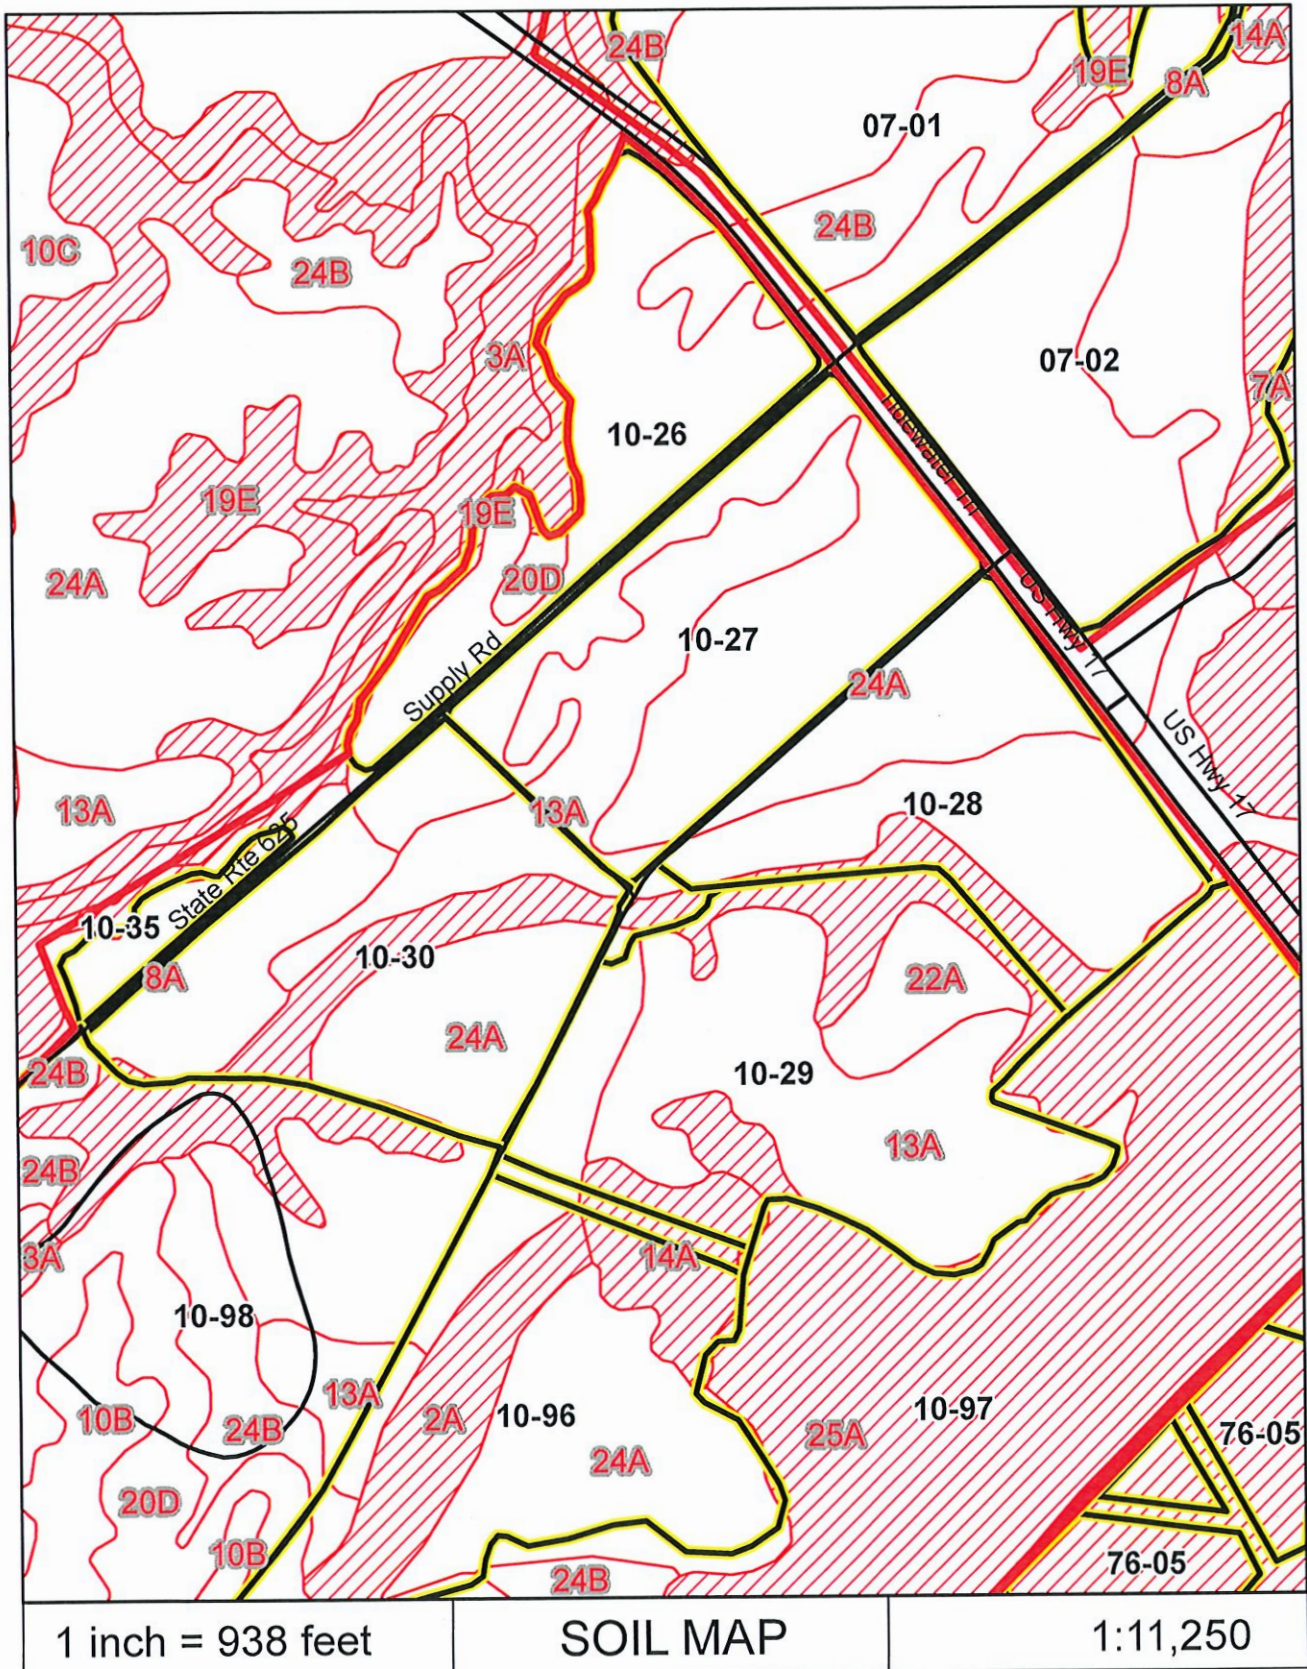 24B
14A
19E
8A
07-01
24B
10C
24B
3A
07-02
7A
10-26
19E
19E
24A
20D
US Hwy 17
10-27
Supply Rd
24A
US Hwy 17
13A
13A
10-28
State Rte 625
10-35
10-30
8A
22A
24A
24B
10-29
13A
24B
3A
14A
10-98
13A
10B
24B
2A
10-96
10-97
25A
76-05
24A
20D
10B
24B
76-05
1 inch = 938 feet
SOIL MAP
1:11,250